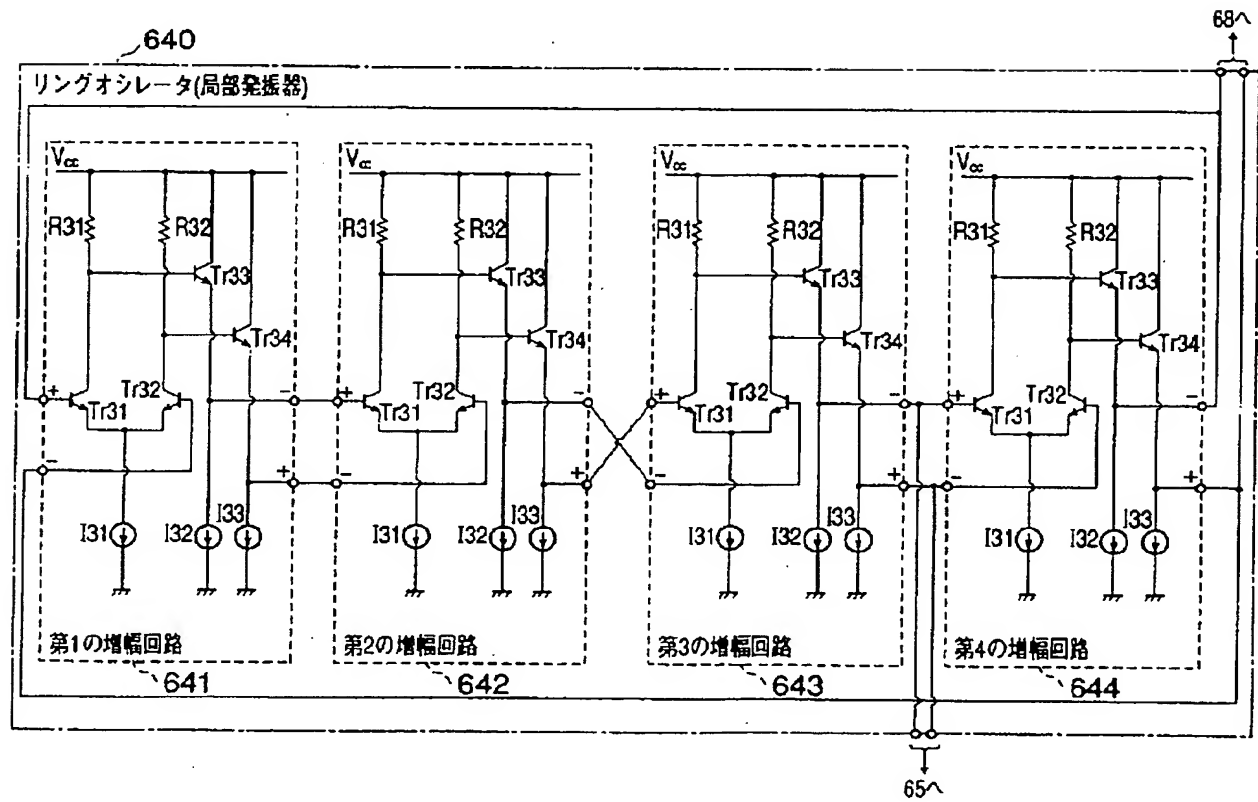 68へ
640
リングオシレータ(局部発振器)
Vcc
R31
R32
Tr33
Tr34
+
Tr31
Tr32
-
-
+
I31
I32
I33
第1の増幅回路
641
Vcc
R31
R32
Tr33
Tr34
+
Tr31
Tr32
-
-
+
I31
I32
I33
第2の増幅回路
642
Vcc
R31
R32
Tr33
Tr34
+
Tr31
Tr32
-
-
+
I31
I32
I33
第3の増幅回路
643
Vcc
R31
R32
Tr33
Tr34
+
Tr31
Tr32
-
-
+
I31
I32
I33
第4の増幅回路
644
65へ